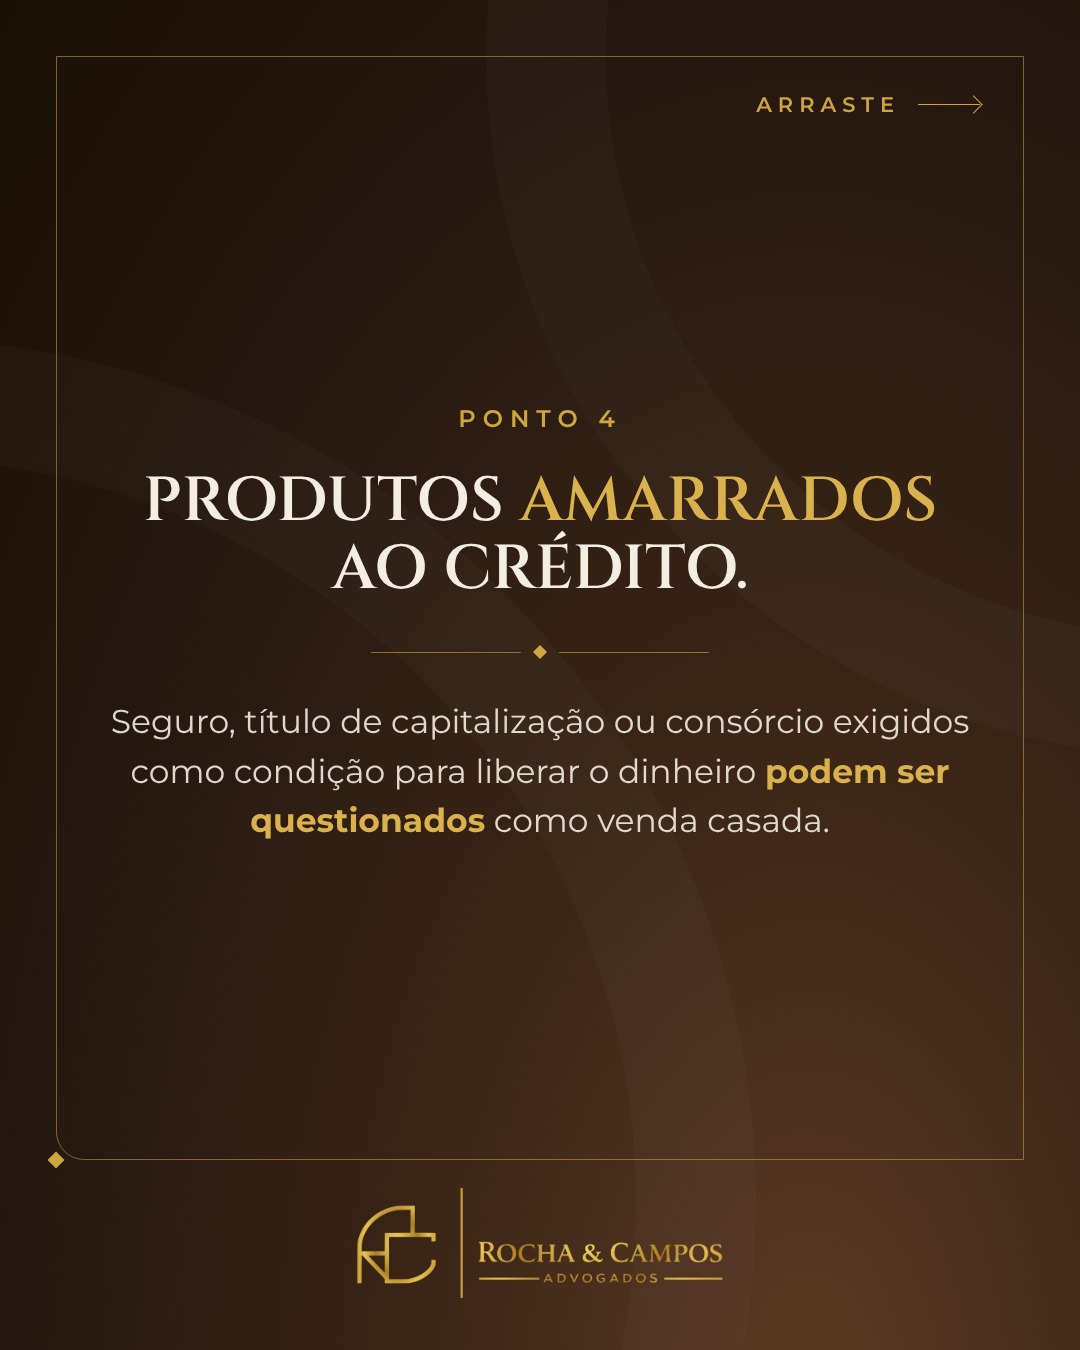 ARRASTE
PONTO 4
PRODUTOS AMARRADOS
AO CRÉDITO.
Seguro, título de capitalização ou consórcio exigidos
como condição para liberar o dinheiro podem ser
questionados como venda casada.
ROCHA & CAMPOS
ADVOGADOS